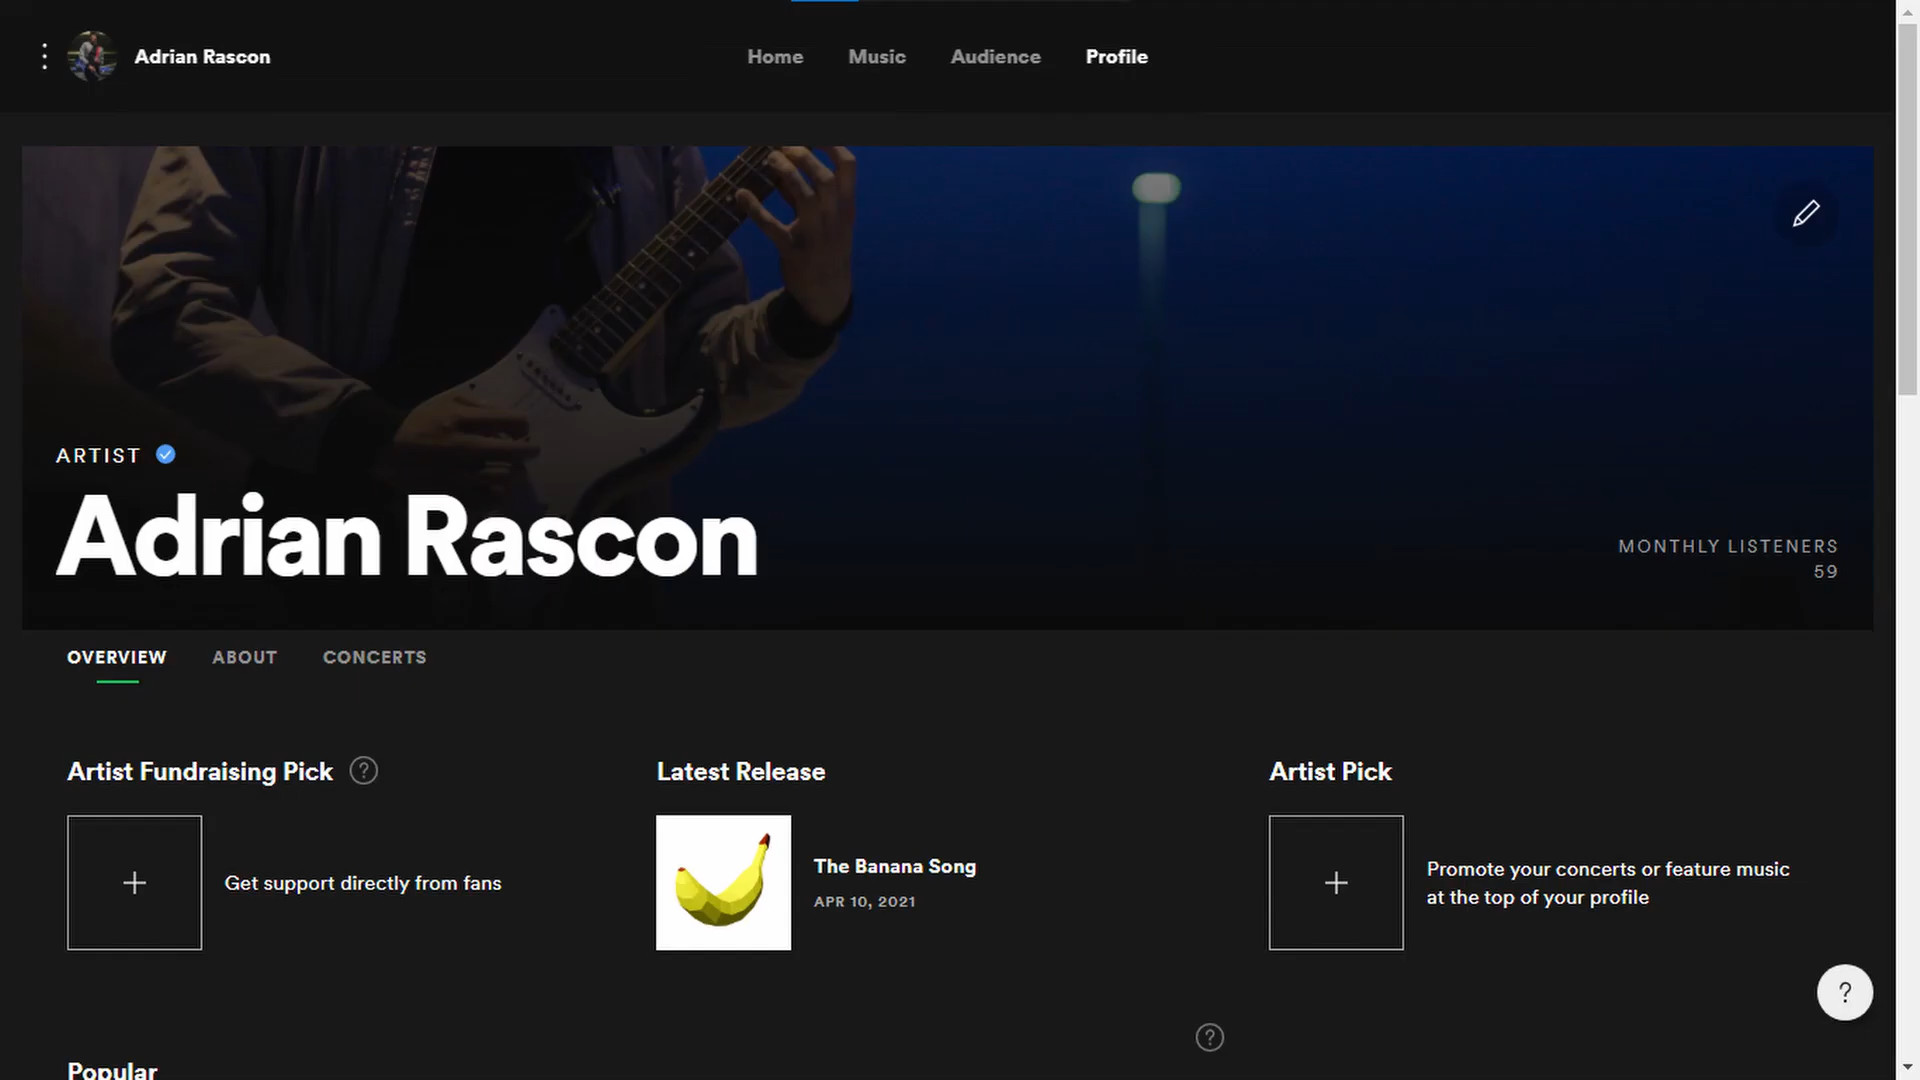 Adrian Rascon
Home
Music
Audience
Profile
ARTIST
Adrian Rascon
MONTHLY LISTENERS
59
OVERVIEW
ABOUT
CONCERTS
Artist Fundraising Pick ?
Get support directly from fans
Latest Release
The Banana Song
APR 10, 2021
Artist Pick
Promote your concerts or feature music
at the top of your profile
?
?
Popular